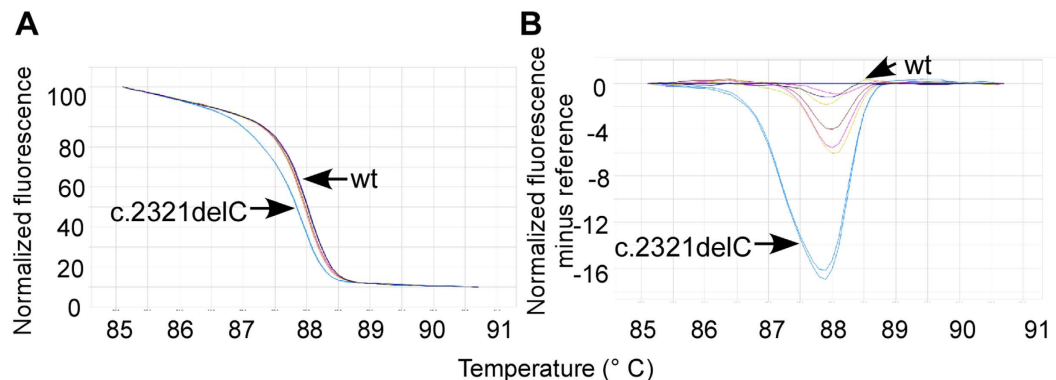 A
Normalized fluorescence
100
80
60
40
20
0
wt
c.2321delC
85 86 87 88 89 90 91
B
Normalized fluorescence
minus reference
0
-4
-8
-12
-16
wt
c.2321delC
85 86 87 88 89 90 91
Temperature (° C)